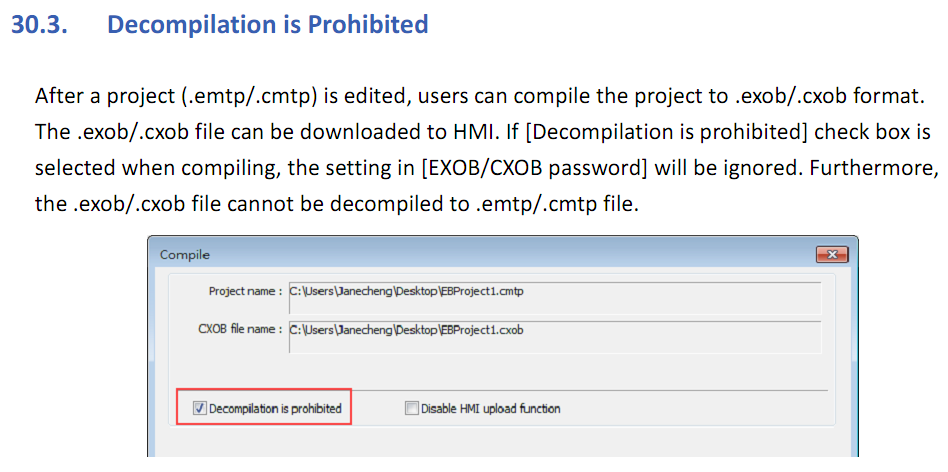 30.3. Decompilation is Prohibited
After a project (.emtp/.cmtp) is edited, users can compile the project to .exob/.cxob format.
The .exob/.cxob file can be downloaded to HMI. If [Decompilation is prohibited] check box is
selected when compiling, the setting in [EXOB/CXOB password] will be ignored. Furthermore,
the .exob/.cxob file cannot be decompiled to .emtp/.cmtp file.
Compile
Project name : C:\Users\Janecheng\Desktop\EBProject1.cmtp
CXOB file name : C:\Users\Janecheng\Desktop\EBProject1.cxob
Decompilation is prohibited Disable HMI upload function